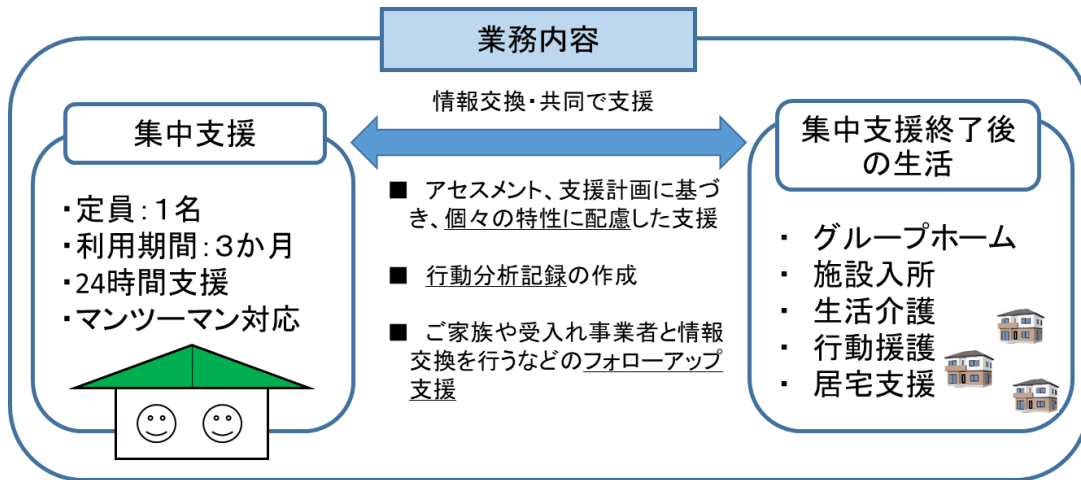 業務内容
情報交換・共同で支援
集中支援
・定員：１名
・利用期間：３か月
・24時間支援
・マンツーマン対応
■ アセスメント、支援計画に基づ
き、個々の特性に配慮した支援
■ 行動分析記録の作成
■ ご家族や受入れ事業者と情報
交換を行うなどのフォローアップ
支援
集中支援終了後
の生活
・ グループホーム
・ 施設入所
・ 生活介護
・ 行動援護
・ 居宅支援